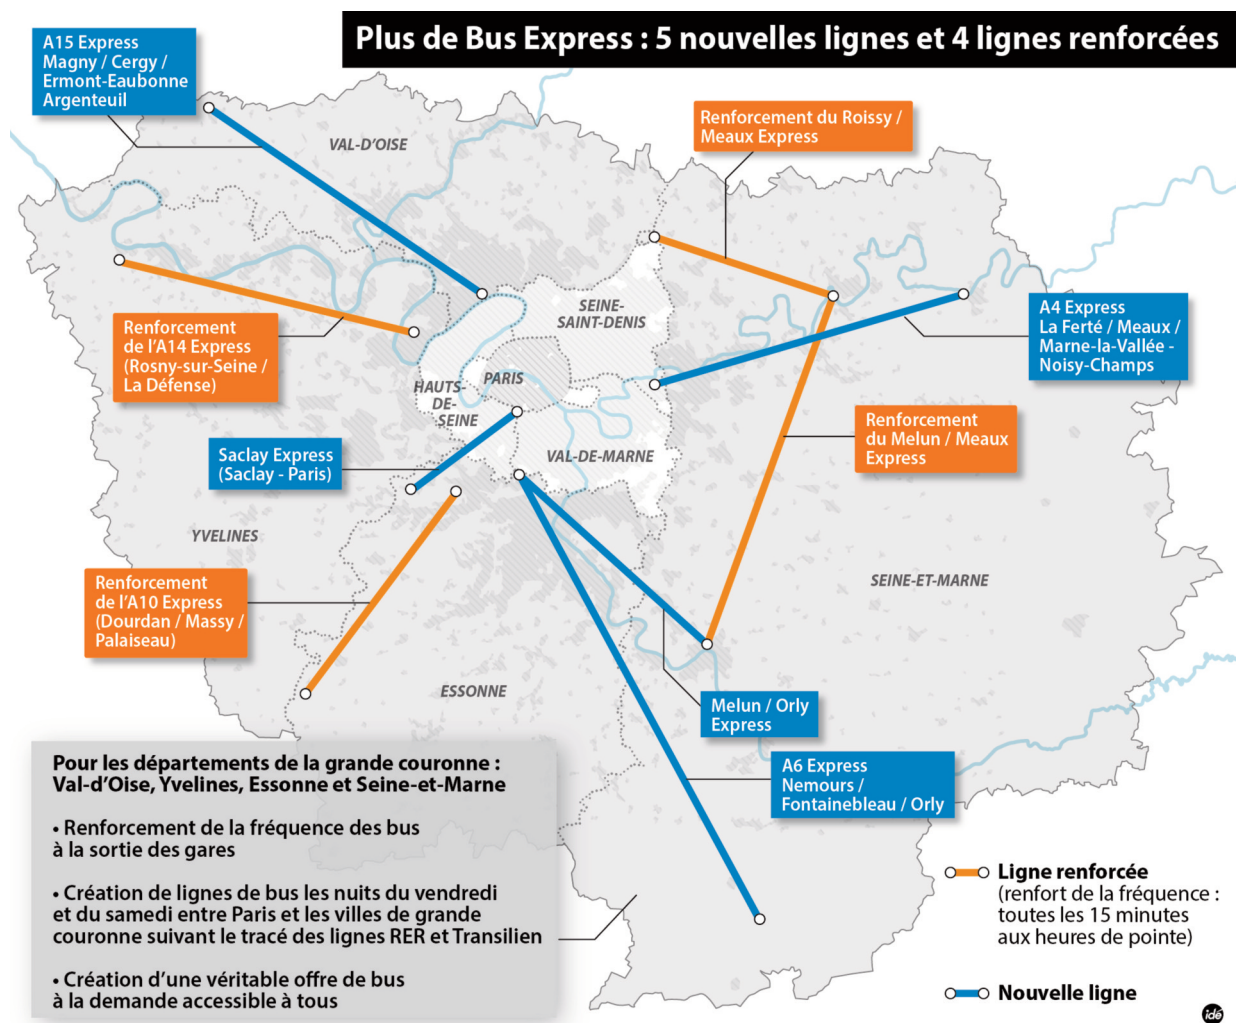 Plus de Bus Express : 5 nouvelles lignes et 4 lignes renforcées
A15 Express
Magny / Cergy /
Ermont-Eaubonne
Argenteuil
VAL-D'OISE
Renforcement du Roissy /
Meaux Express
Renforcement
de l'A14 Express
(Rosny-sur-Seine /
La Défense)
SEINE-
SAINT-DENIS
A4 Express
La Ferté / Meaux /
Marne-la-Vallée -
Noisy-Champs
PARIS
HAUTS-
DE-
SEINE
Saclay Express
(Saclay - Paris)
VAL-DE-MARNE
Renforcement
du Melun / Meaux
Express
YVELINES
SEINE-ET-MARNE
Renforcement
de l'A10 Express
(Dourdan / Massy /
Palaiseau)
ESSONNE
Melun / Orly
Express
A6 Express
Nemours /
Fontainebleau / Orly
Pour les départements de la grande couronne :
Val-d'Oise, Yvelines, Essonne et Seine-et-Marne
• Renforcement de la fréquence des bus
à la sortie des gares
• Création de lignes de bus les nuits du vendredi
et du samedi entre Paris et les villes de grande
couronne suivant le tracé des lignes RER et Transilien
• Création d'une véritable offre de bus
à la demande accessible à tous
Ligne renforcée
(renfort de la fréquence :
toutes les 15 minutes
aux heures de pointe)
Nouvelle ligne
idé